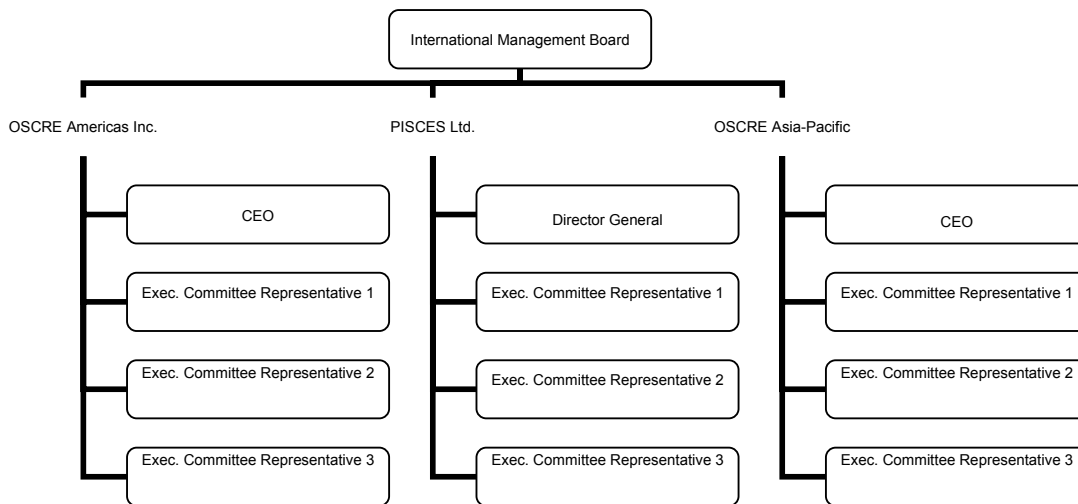 International Management Board
OSCRE Americas Inc.
PISCES Ltd.
OSCRE Asia-Pacific
CEO
Director General
CEO
Exec. Committee Representative 1
Exec. Committee Representative 1
Exec. Committee Representative 1
Exec. Committee Representative 2
Exec. Committee Representative 2
Exec. Committee Representative 2
Exec. Committee Representative 3
Exec. Committee Representative 3
Exec. Committee Representative 3